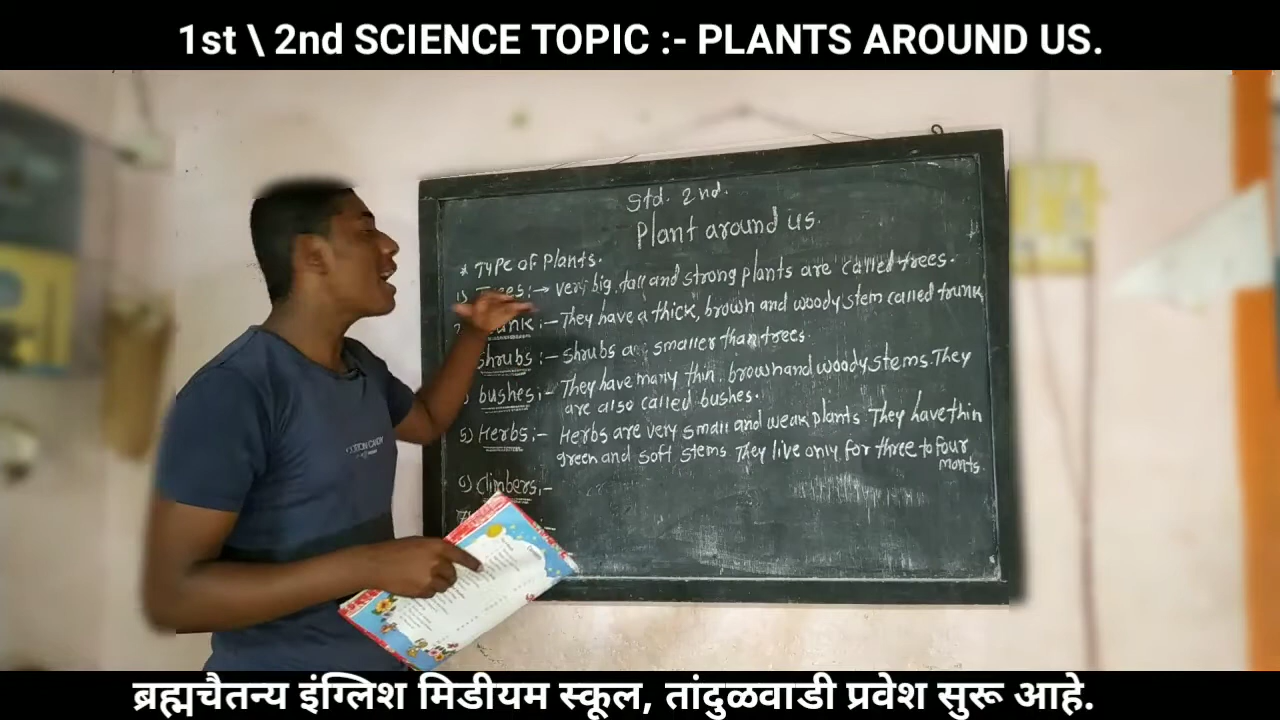 1st \ 2nd SCIENCE TOPIC :- PLANTS AROUND US.
Std. 2nd.
Plant around us.
* TYPE OF Plants.
1) Trees :→ very big, tall and strong plants are called trees.
Trunk :– They have a thick, brown and woody stem called trunk
shrubs :– shrubs are smaller than trees.
bushes :– They have many thin, brown and woody stems. They
are also called bushes.
5) Herbs :– Herbs are very small and weak plants. They have thin
green and soft stems They live only for three to four
monts.
6) Climbers :–
COTTON CANDY
ब्रह्मचैतन्य इंग्लिश मिडीयम स्कूल, तांदुळवाडी प्रवेश सुरू आहे.